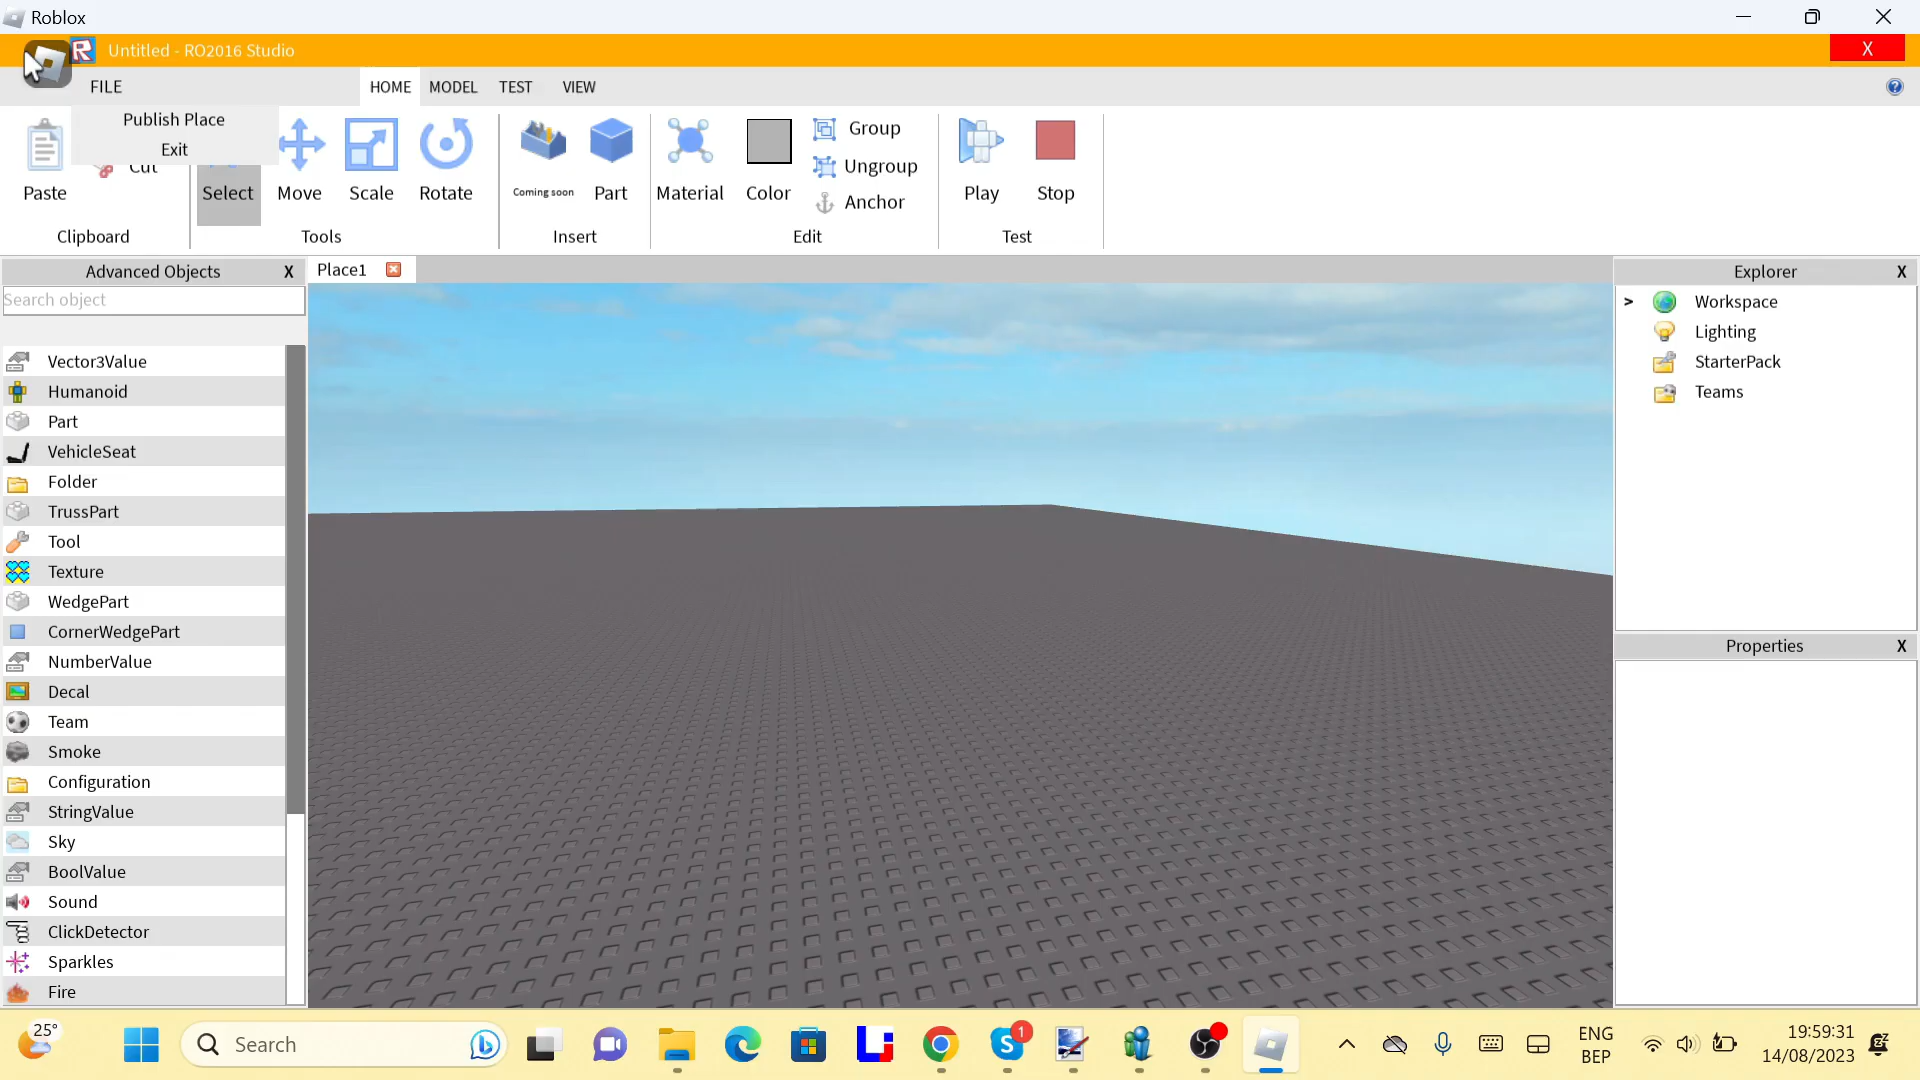 Roblox
Untitled - RO2016 Studio
X
FILE
HOME
MODEL
TEST
VIEW
Publish Place
Exit
Paste
Cut
Clipboard
Select
Move
Scale
Rotate
Tools
Coming soon
Part
Insert
Material
Color
Group
Ungroup
Anchor
Edit
Play
Stop
Test
Advanced Objects X
Search object
Vector3Value
Humanoid
Part
VehicleSeat
Folder
TrussPart
Tool
Texture
WedgePart
CornerWedgePart
NumberValue
Decal
Team
Smoke
Configuration
StringValue
Sky
BoolValue
Sound
ClickDetector
Sparkles
Fire
Place1
Explorer X
> Workspace
Lighting
StarterPack
Teams
Properties X
25°
Search
1
ENG
BEP
19:59:31
14/08/2023